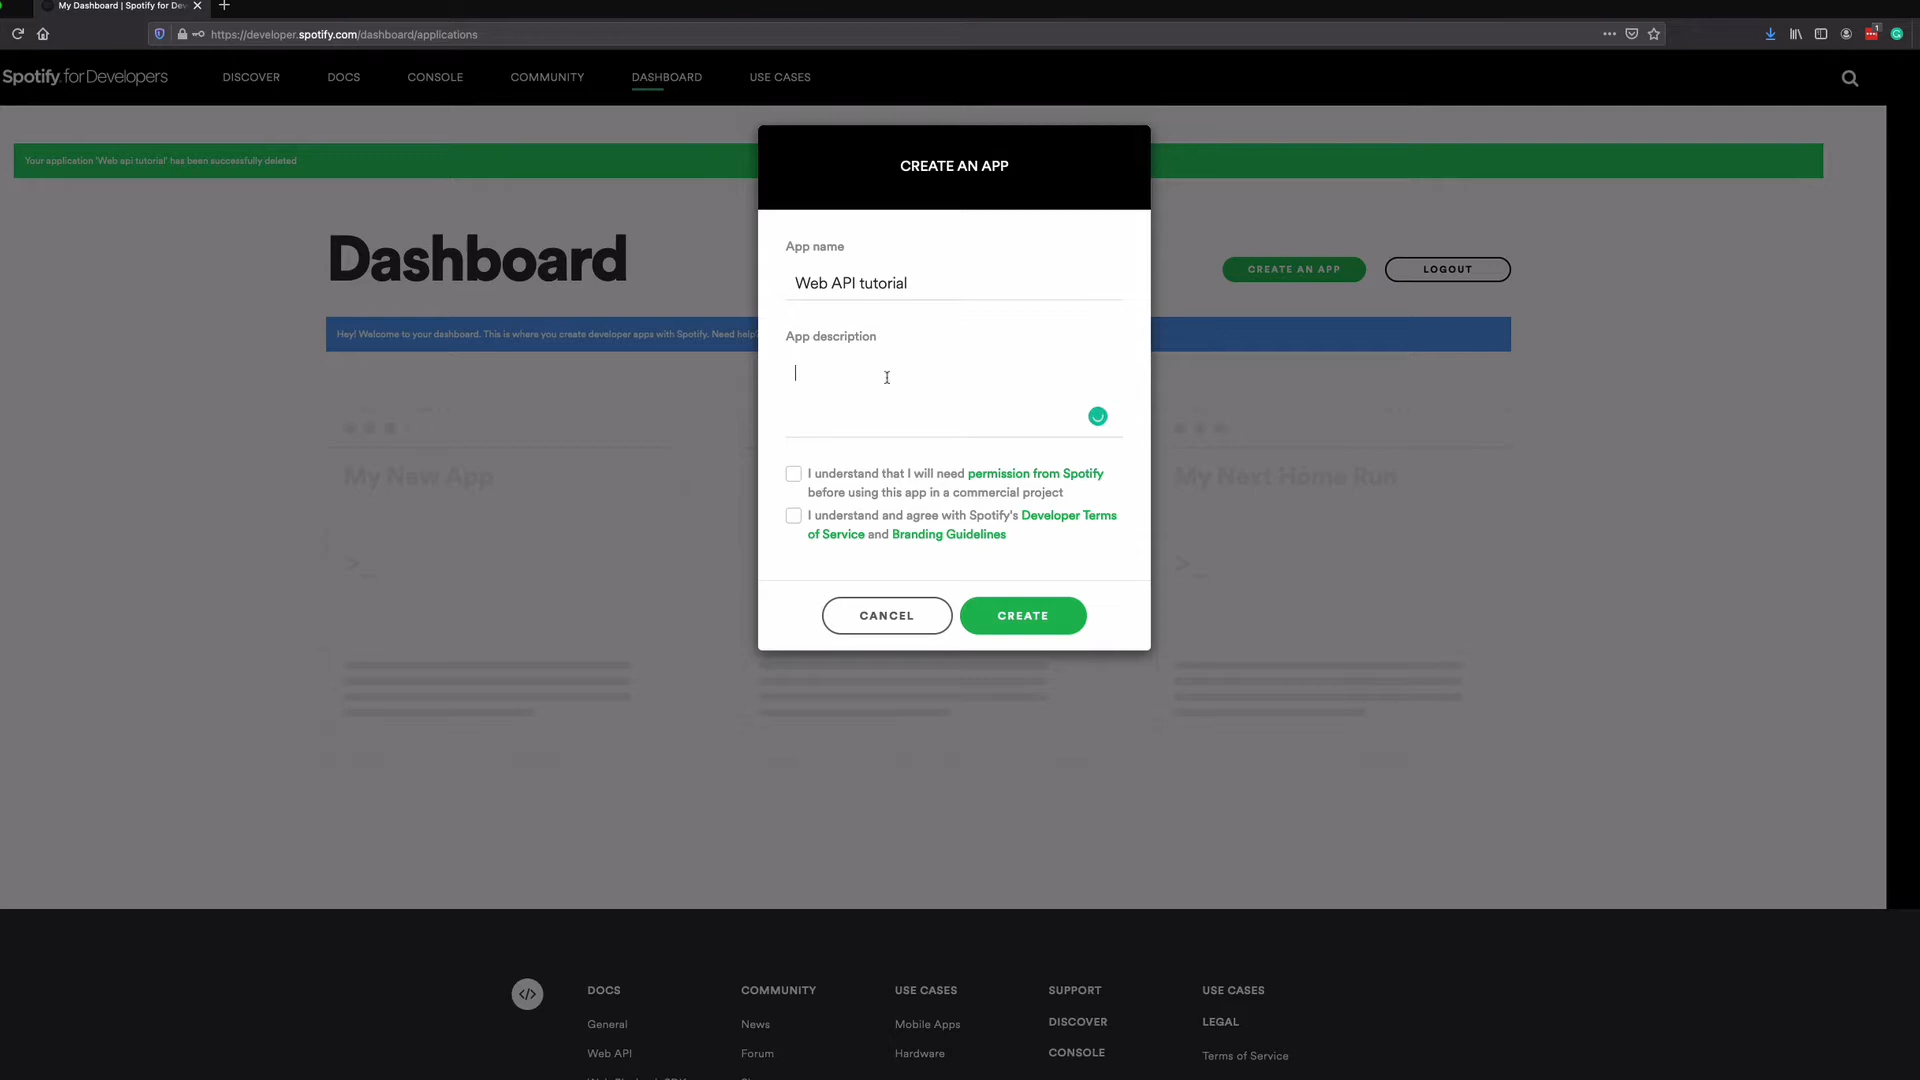 My Dashboard | Spotify for De
https://developer.spotify.com/dashboard/applications
1
Spotify for Developers
DISCOVER
DOCS
CONSOLE
COMMUNITY
DASHBOARD
USE CASES
Your application 'Web api tutorial' has been successfully deleted
CREATE AN APP
Dashboard
CREATE AN APP
LOGOUT
Hey! Welcome to your dashboard. This is where you create developer apps with Spotify. Need help?
App name
Web API tutorial
App description
I understand that I will need permission from Spotify
before using this app in a commercial project
I understand and agree with Spotify's Developer Terms
of Service and Branding Guidelines
CANCEL
CREATE
My New App
My Next Home Run
>_
>_
</>
DOCS
General
Web API
COMMUNITY
News
Forum
USE CASES
Mobile Apps
Hardware
SUPPORT
DISCOVER
CONSOLE
USE CASES
LEGAL
Terms of Service